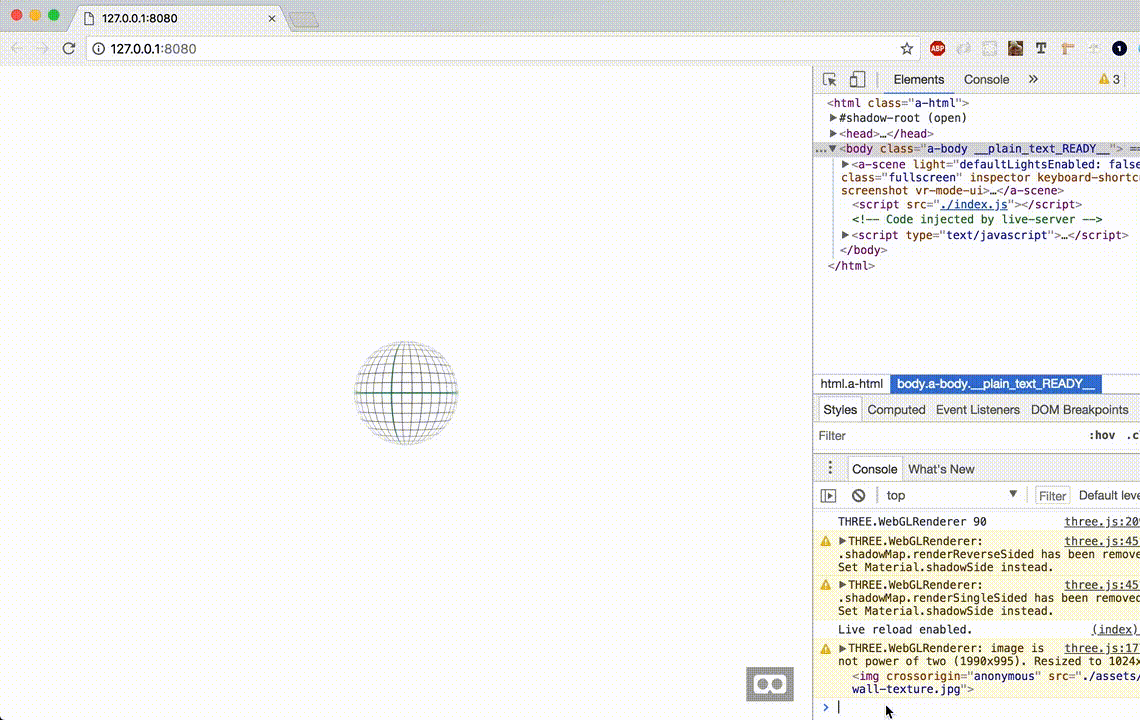 127.0.0.1:8080
127.0.0.1:8080
ABP
T
1
Elements Console » 3
<html class="a-html">
#shadow-root (open)
<head>…</head>
…<body class="a-body __plain_text_READY__"> ==
<a-scene light="defaultLightsEnabled: false
class="fullscreen" inspector keyboard-shortc
screenshot vr-mode-ui>…</a-scene>
<script src="./index.js"></script>
<!-- Code injected by live-server -->
<script type="text/javascript">…</script>
</body>
</html>
html.a-html body.a-body.__plain_text_READY__
Styles Computed Event Listeners DOM Breakpoints
Filter :hov .c
Console What's New
top Filter Default leve
THREE.WebGLRenderer 90 three.js:209
THREE.WebGLRenderer: three.js:45
.shadowMap.renderReverseSided has been remove
Set Material.shadowSide instead.
THREE.WebGLRenderer: three.js:45
.shadowMap.renderSingleSided has been removed
Set Material.shadowSide instead.
Live reload enabled. (index)
THREE.WebGLRenderer: image is three.js:17
not power of two (1990x995). Resized to 1024x
<img crossorigin="anonymous" src="./assets/
wall-texture.jpg">
>